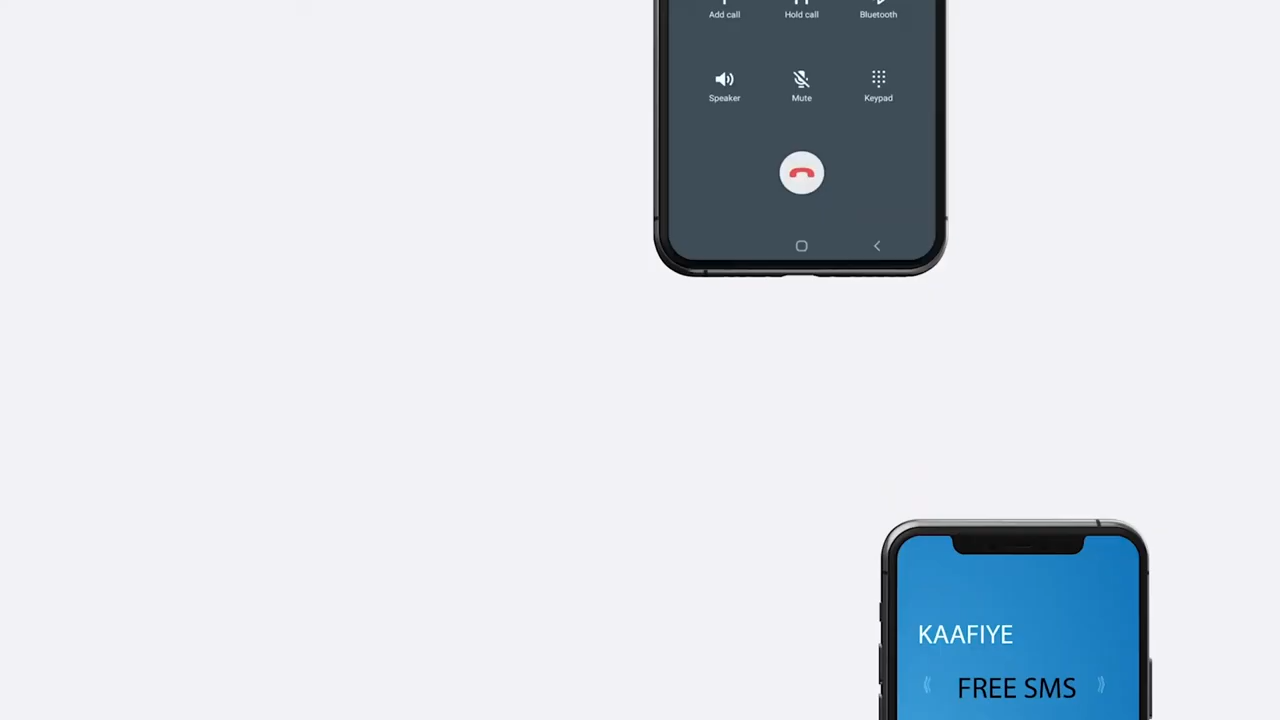 Add call Hold call Bluetooth
Speaker Mute Keypad
KAAFIYE
FREE SMS